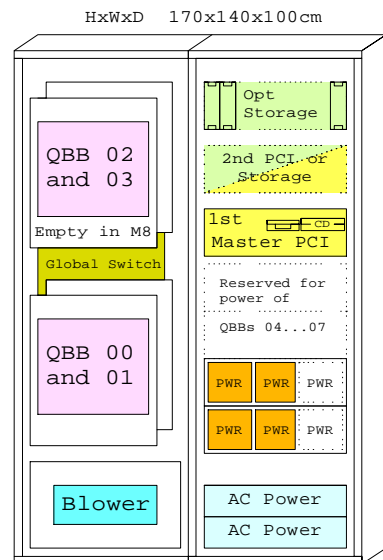 HxWxD 170x140x100cm
QBB 02
and 03
Empty in M8
Global Switch
QBB 00
and 01
Blower
Opt
Storage
2nd PCI or
Storage
1st
CD
Master PCI
Reserved for
power of
QBBs 04...07
PWR PWR PWR
PWR PWR PWR
AC Power
AC Power